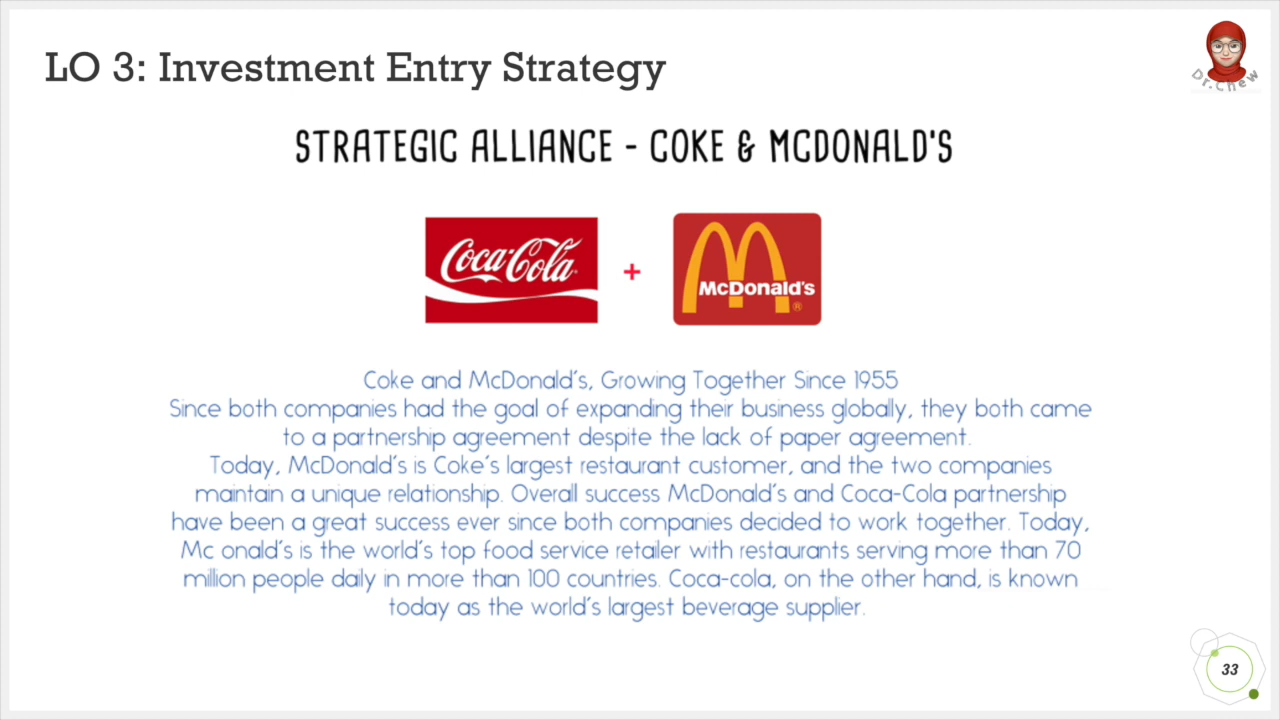 LO 3: Investment Entry Strategy
Dr.Chew
STRATEGIC ALLIANCE - COKE & MCDONALD'S
Coca-Cola
+
McDonald's
®
Coke and McDonald's, Growing Together Since 1955
Since both companies had the goal of expanding their business globally, they both came
to a partnership agreement despite the lack of paper agreement.
Today, McDonald's is Coke's largest restaurant customer, and the two companies
maintain a unique relationship. Overall success McDonald's and Coca-Cola partnership
have been a great success ever since both companies decided to work together. Today,
Mc onald's is the world's top food service retailer with restaurants serving more than 70
million people daily in more than 100 countries. Coca-cola, on the other hand, is known
today as the world's largest beverage supplier.
33